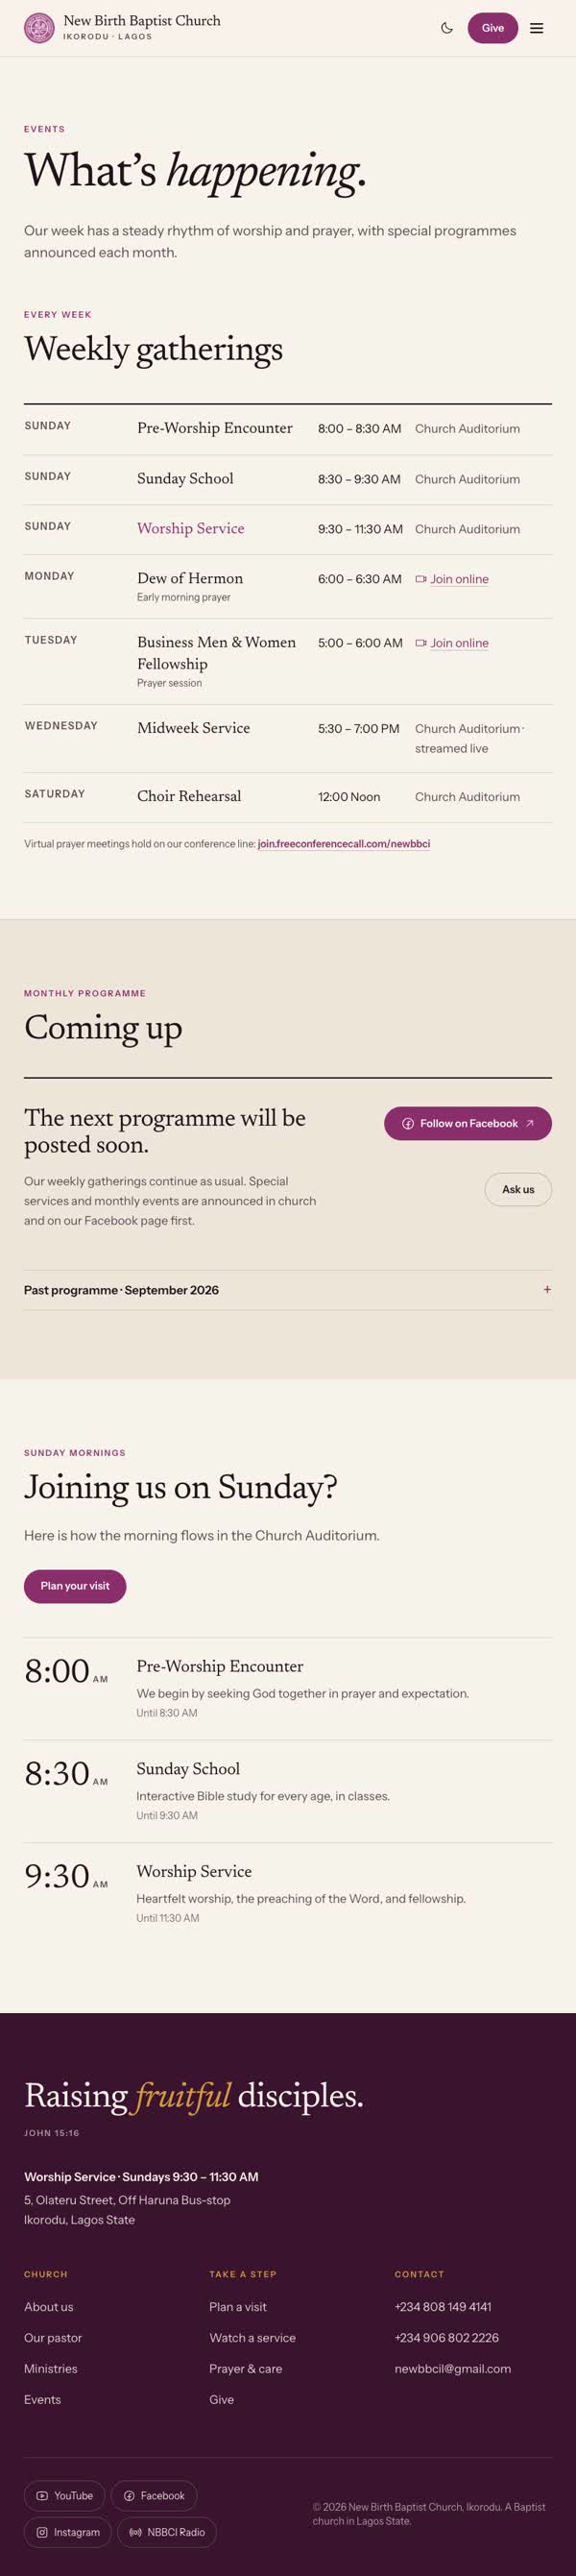 New Birth Baptist Church
IKORODU · LAGOS
Give
EVENTS
What’s happening.
Our week has a steady rhythm of worship and prayer, with special programmes
announced each month.
EVERY WEEK
Weekly gatherings
SUNDAY Pre-Worship Encounter 8:00 – 8:30 AM Church Auditorium
SUNDAY Sunday School 8:30 – 9:30 AM Church Auditorium
SUNDAY Worship Service 9:30 – 11:30 AM Church Auditorium
MONDAY Dew of Hermon 6:00 – 6:30 AM Join online
Early morning prayer
TUESDAY Business Men & Women 5:00 – 6:00 AM Join online
Fellowship
Prayer session
WEDNESDAY Midweek Service 5:30 – 7:00 PM Church Auditorium ·
streamed live
SATURDAY Choir Rehearsal 12:00 Noon Church Auditorium
Virtual prayer meetings hold on our conference line: join.freeconferencecall.com/newbbci
MONTHLY PROGRAMME
Coming up
The next programme will be
posted soon.
Our weekly gatherings continue as usual. Special
services and monthly events are announced in church
and on our Facebook page first.
Follow on Facebook
Ask us
Past programme · September 2026 +
SUNDAY MORNINGS
Joining us on Sunday?
Here is how the morning flows in the Church Auditorium.
Plan your visit
8:00 AM Pre-Worship Encounter
We begin by seeking God together in prayer and expectation.
Until 8:30 AM
8:30 AM Sunday School
Interactive Bible study for every age, in classes.
Until 9:30 AM
9:30 AM Worship Service
Heartfelt worship, the preaching of the Word, and fellowship.
Until 11:30 AM
Raising fruitful disciples.
JOHN 15:16
Worship Service · Sundays 9:30 – 11:30 AM
5, Olateru Street, Off Haruna Bus-stop
Ikorodu, Lagos State
CHURCH
About us
Our pastor
Ministries
Events
TAKE A STEP
Plan a visit
Watch a service
Prayer & care
Give
CONTACT
+234 808 149 4141
+234 906 802 2226
newbbcil@gmail.com
YouTube
Facebook
Instagram
NBBCI Radio
© 2026 New Birth Baptist Church, Ikorodu. A Baptist
church in Lagos State.